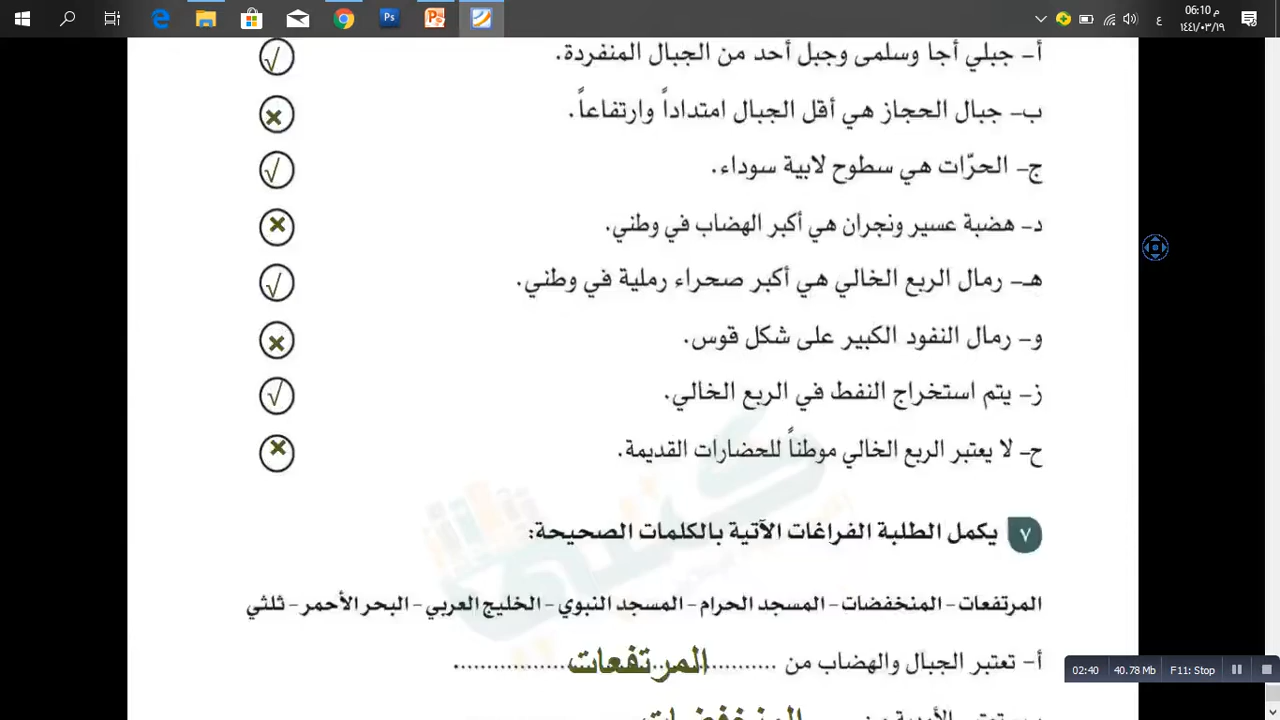 06:10 م
١٤٤١/٠٣/١٩
ع
أ- جبلي أجا وسلمى وجبل أحد من الجبال المنفردة. √
ب- جبال الحجاز هي أقل الجبال امتداداً وارتفاعاً. ×
ج- الحرّات هي سطوح لابية سوداء. √
د- هضبة عسير ونجران هي أكبر الهضاب في وطني. ×
هـ- رمال الربع الخالي هي أكبر صحراء رملية في وطني. √
و- رمال النفود الكبير على شكل قوس. ×
ز- يتم استخراج النفط في الربع الخالي. √
ح- لا يعتبر الربع الخالي موطناً للحضارات القديمة. ×
٧ يكمل الطلبة الفراغات الآتية بالكلمات الصحيحة:
المرتفعات - المنخفضات - المسجد الحرام - المسجد النبوي - الخليج العربي - البحر الأحمر - ثلثي
أ- تعتبر الجبال والهضاب من ........المرتفعات................
المنخفضات
02:40 40.78 Mb F11: Stop